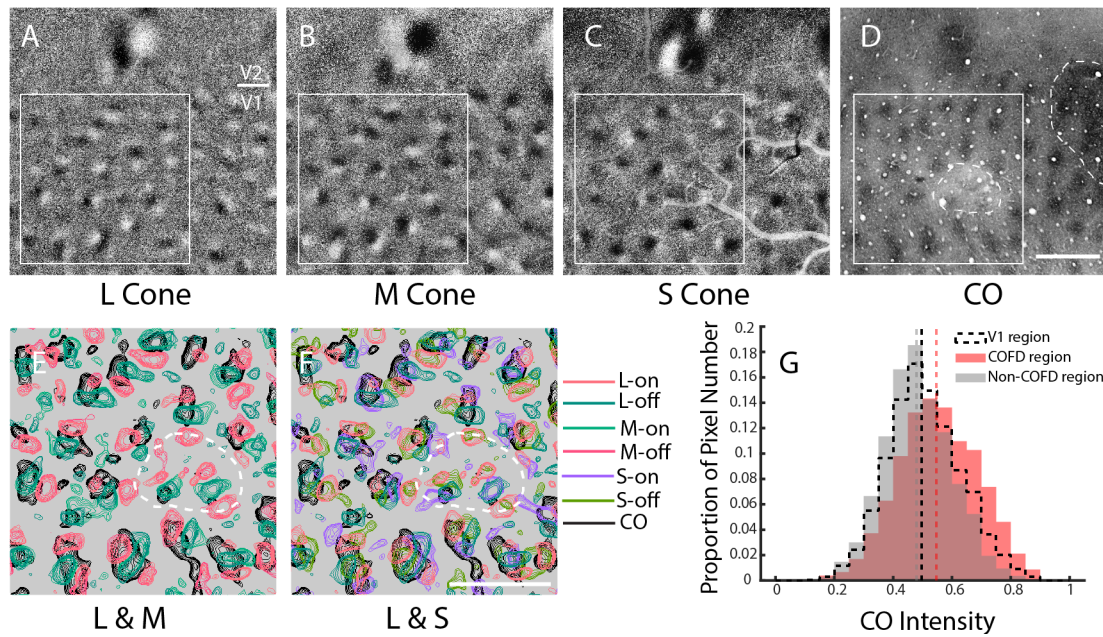 A
B
C
D
V2
V1
L Cone
M Cone
S Cone
CO
E
F
L-on
L-off
M-on
M-off
S-on
S-off
CO
L & M
L & S
G
V1 region
COFD region
Non-COFD region
Proportion of Pixel Number
0.2
0.18
0.16
0.14
0.12
0.1
0.08
0.06
0.04
0.02
0
0
0.2
0.4
0.6
0.8
1
CO Intensity